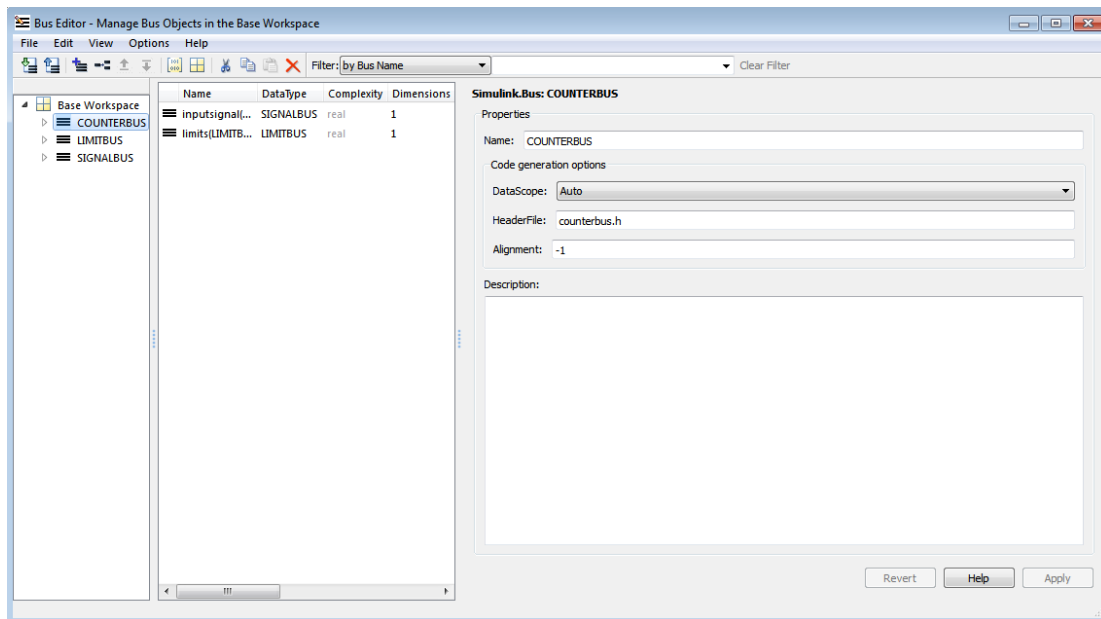 Bus Editor - Manage Bus Objects in the Base Workspace
File Edit View Options Help
Filter: by Bus Name Clear Filter
Base Workspace
COUNTERBUS
LIMITBUS
SIGNALBUS
Name DataType Complexity Dimensions
inputsignal(... SIGNALBUS real 1
limits(LIMITB... LIMITBUS real 1
Simulink.Bus: COUNTERBUS
Properties
Name: COUNTERBUS
Code generation options
DataScope: Auto
HeaderFile: counterbus.h
Alignment: -1
Description:
Revert Help Apply